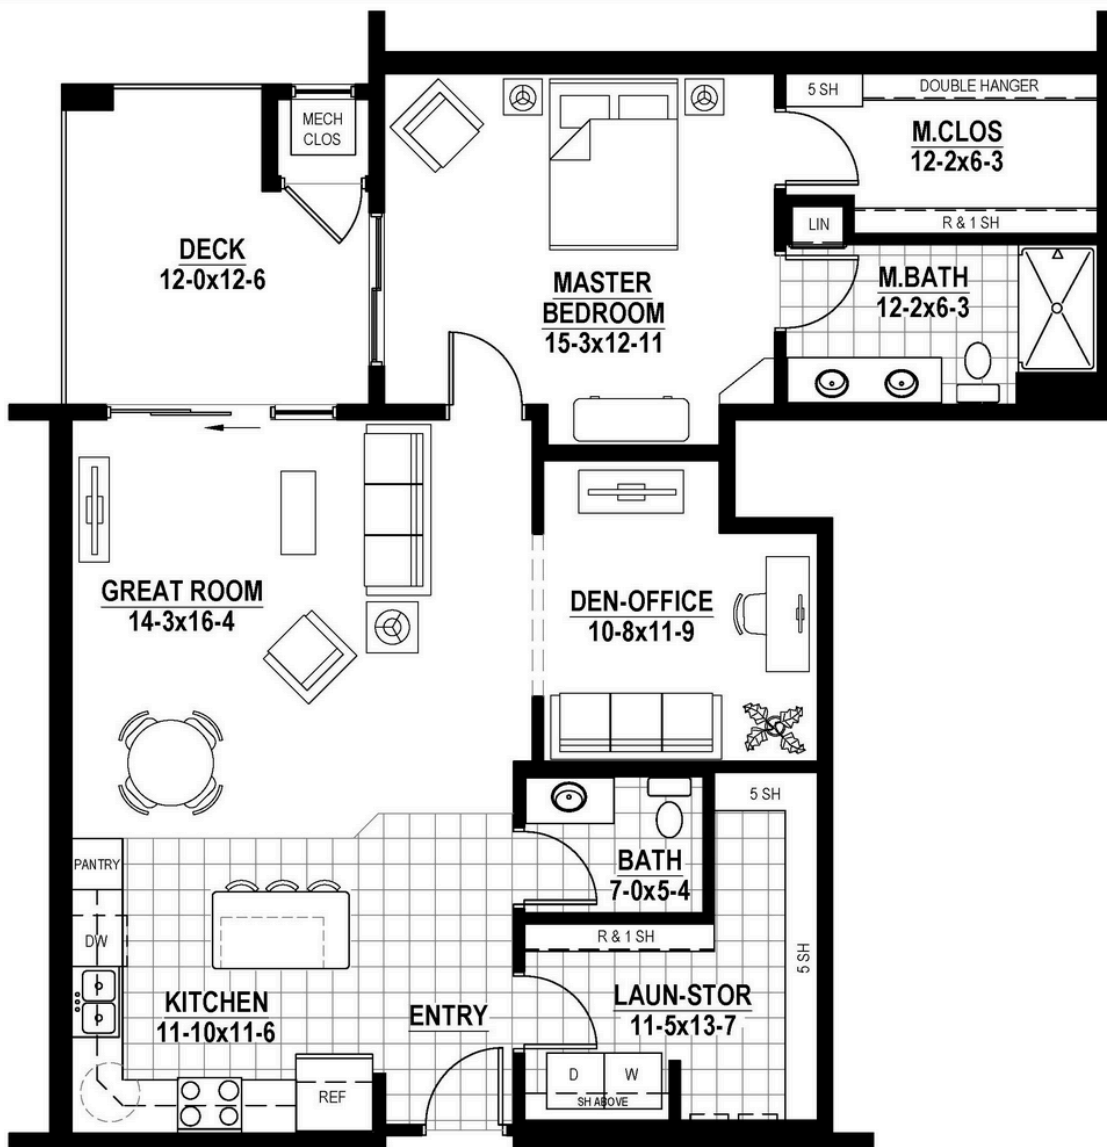 MECH
CLOS
5 SH
DOUBLE HANGER
M.CLOS
12-2x6-3
R & 1 SH
LIN
DECK
12-0x12-6
MASTER
BEDROOM
15-3x12-11
M.BATH
12-2x6-3
GREAT ROOM
14-3x16-4
DEN-OFFICE
10-8x11-9
5 SH
PANTRY
BATH
7-0x5-4
DW
R & 1 SH
5 SH
KITCHEN
11-10x11-6
ENTRY
LAUN-STOR
11-5x13-7
D
W
SH ABOVE
REF